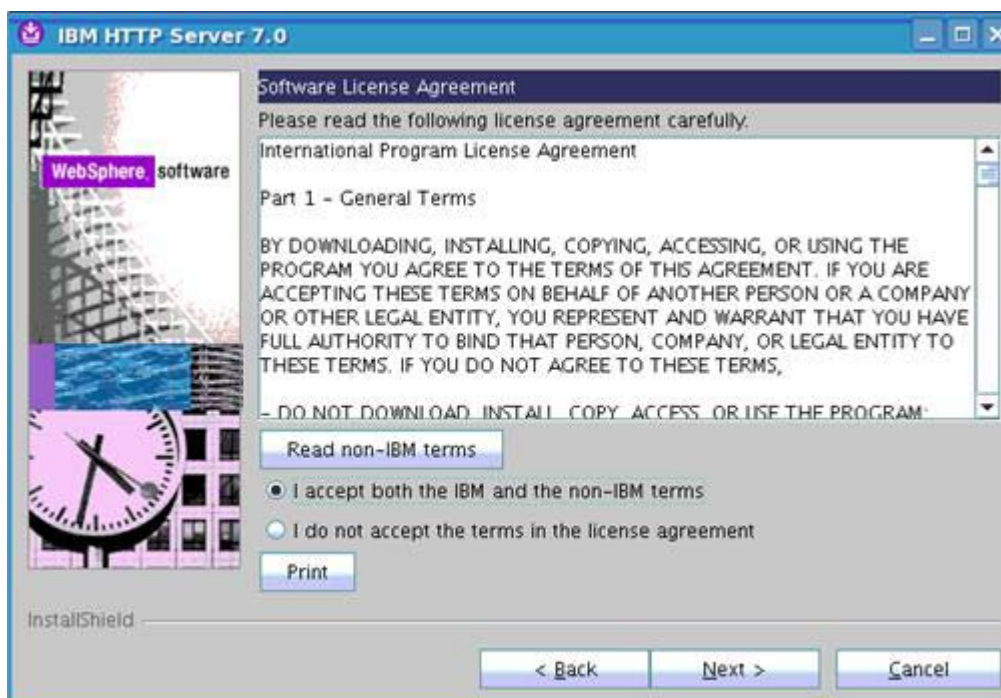 IBM HTTP Server 7.0
WebSphere. software
Software License Agreement
Please read the following license agreement carefully.
International Program License Agreement
Part 1 - General Terms
BY DOWNLOADING, INSTALLING, COPYING, ACCESSING, OR USING THE
PROGRAM YOU AGREE TO THE TERMS OF THIS AGREEMENT. IF YOU ARE
ACCEPTING THESE TERMS ON BEHALF OF ANOTHER PERSON OR A COMPANY
OR OTHER LEGAL ENTITY, YOU REPRESENT AND WARRANT THAT YOU HAVE
FULL AUTHORITY TO BIND THAT PERSON, COMPANY, OR LEGAL ENTITY TO
THESE TERMS. IF YOU DO NOT AGREE TO THESE TERMS,
- DO NOT DOWNLOAD, INSTALL, COPY, ACCESS, OR USE THE PROGRAM;
Read non-IBM terms
I accept both the IBM and the non-IBM terms
I do not accept the terms in the license agreement
Print
InstallShield
< Back
Next >
Cancel